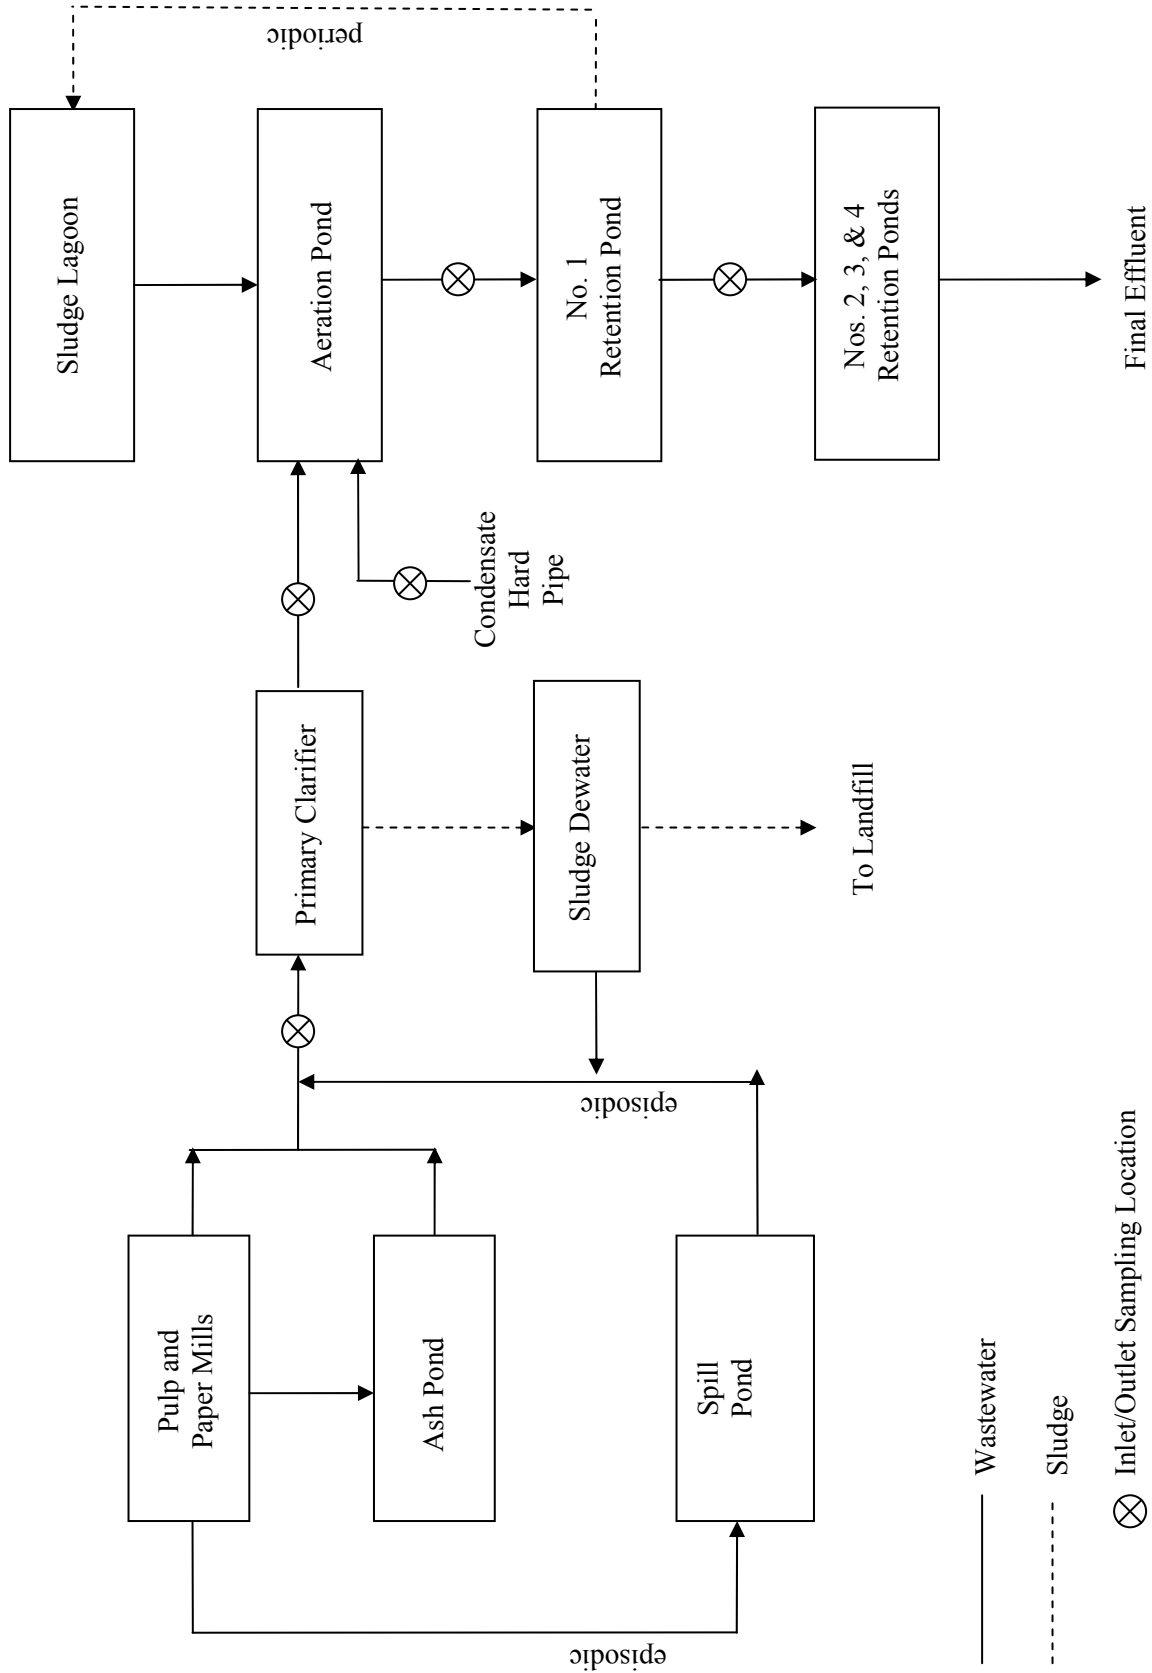 Pulp and
Paper Mills
Ash Pond
Spill
Pond
episodic
episodic
Primary Clarifier
Sludge Dewater
To Landfill
Condensate
Hard
Pipe
Sludge Lagoon
Aeration Pond
No. 1
Retention Pond
Nos. 2, 3, & 4
Retention Ponds
Final Effluent
periodic
Wastewater
Sludge
Inlet/Outlet Sampling Location